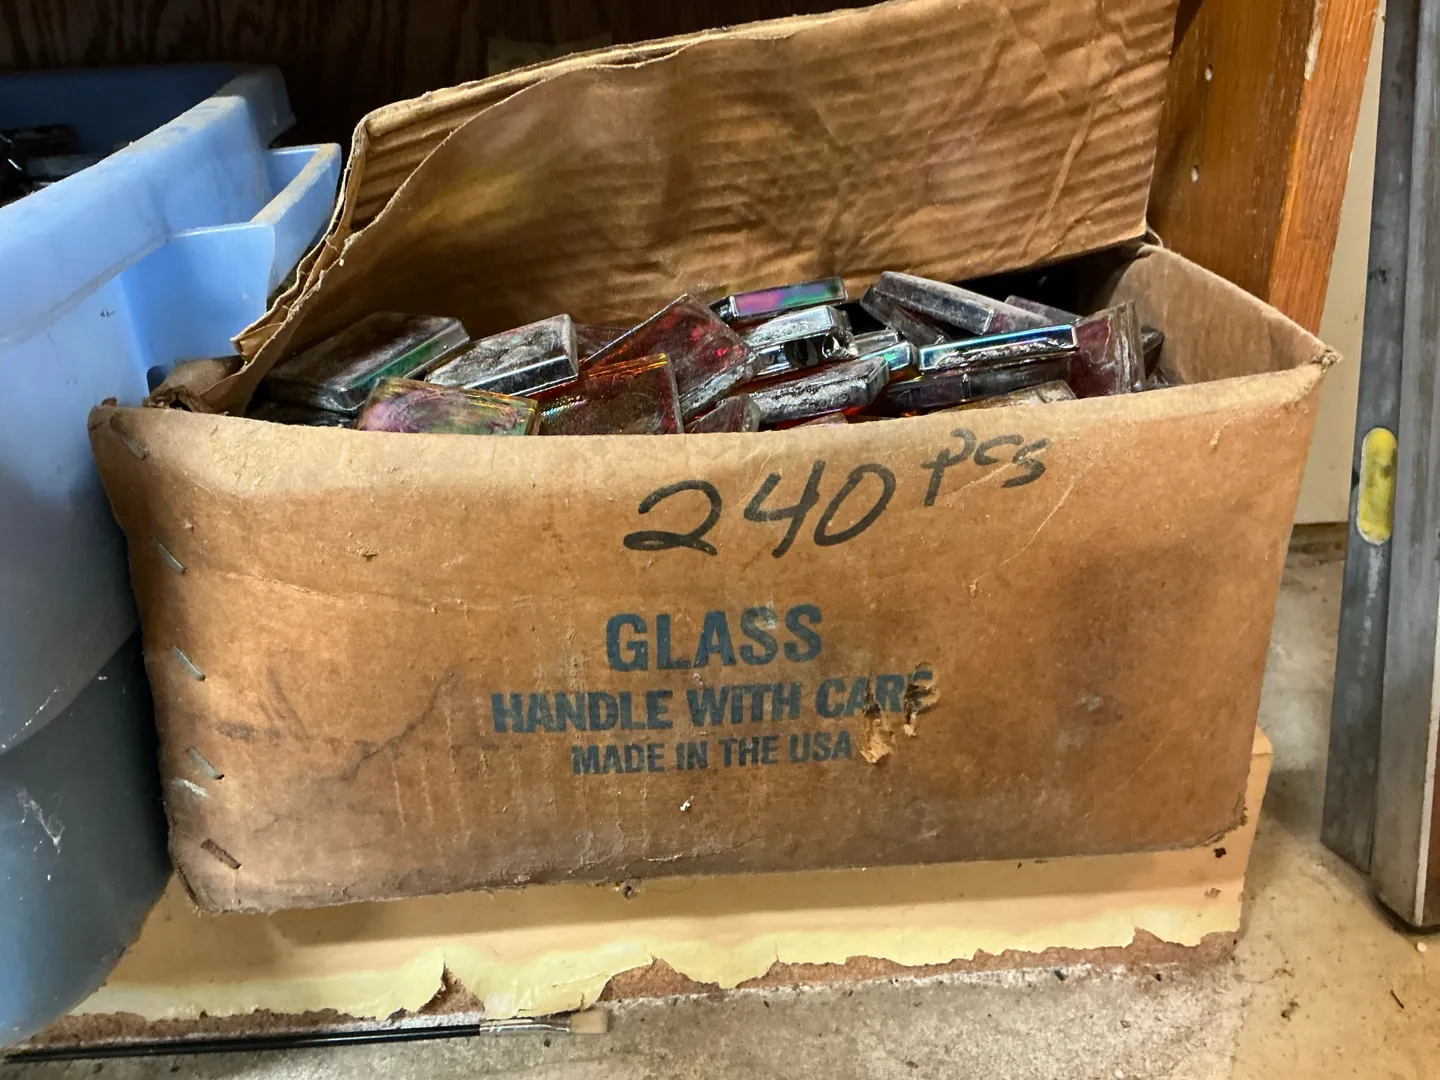 240 pcs
GLASS
HANDLE WITH CARE
MADE IN THE USA